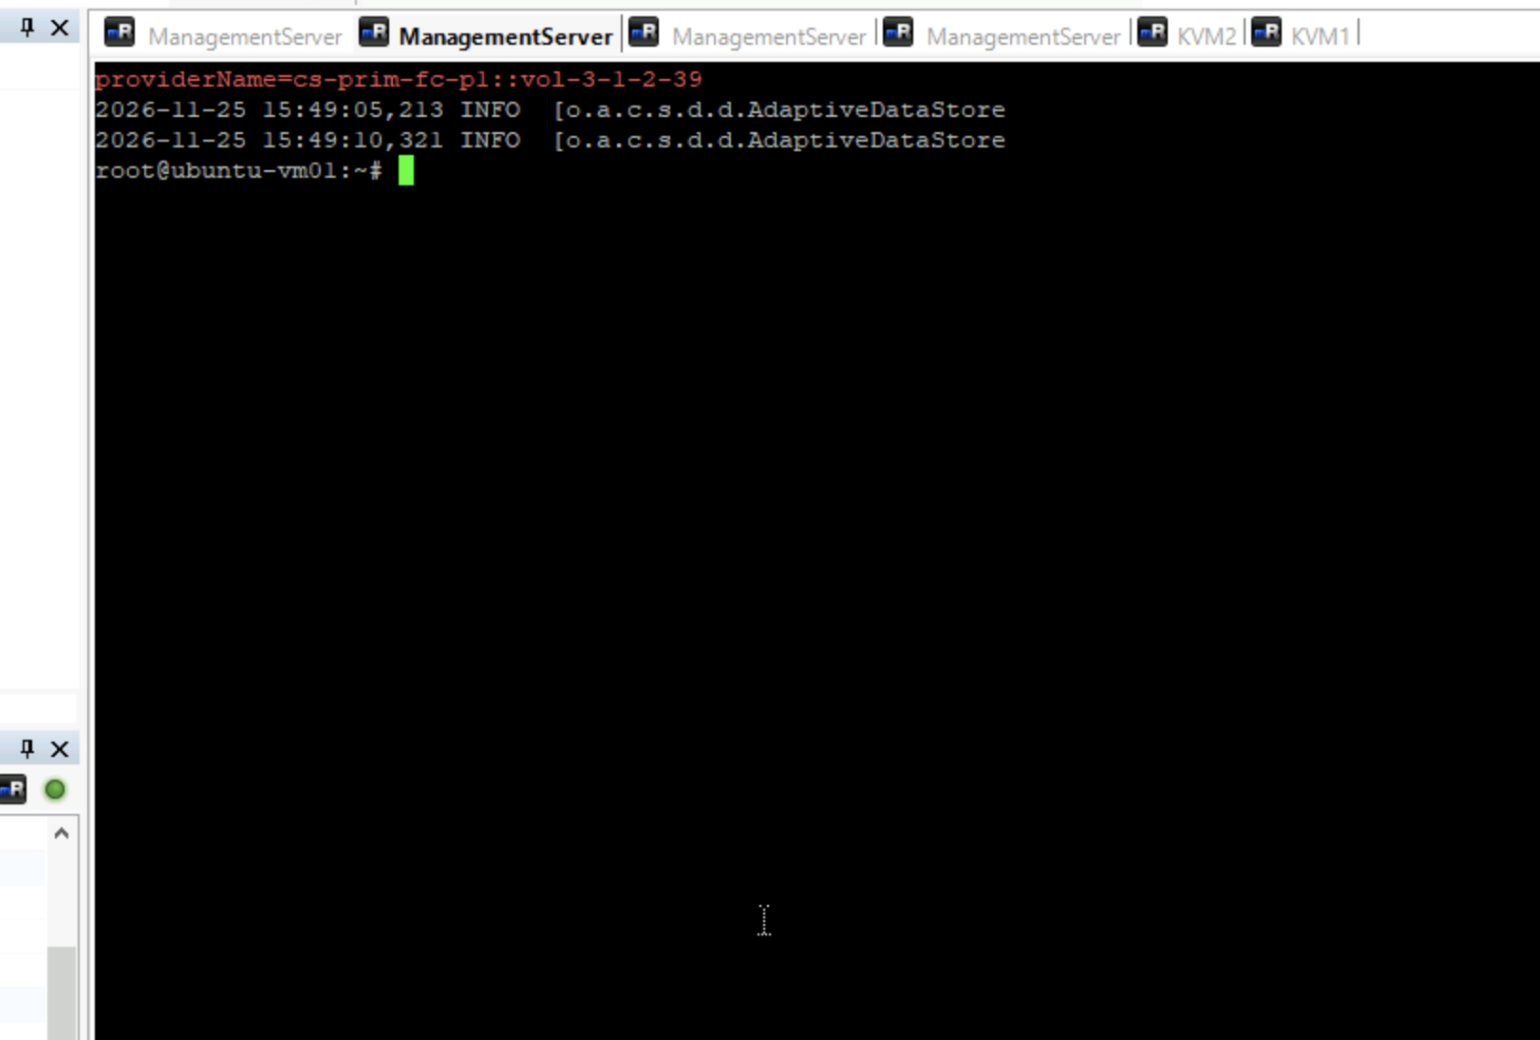 ManagementServer ManagementServer ManagementServer ManagementServer KVM2 KVM1
providerName=cs-prim-fc-p1::vol-3-1-2-39
2026-11-25 15:49:05,213 INFO  [o.a.c.s.d.d.AdaptiveDataStore
2026-11-25 15:49:10,321 INFO  [o.a.c.s.d.d.AdaptiveDataStore
root@ubuntu-vm01:~#